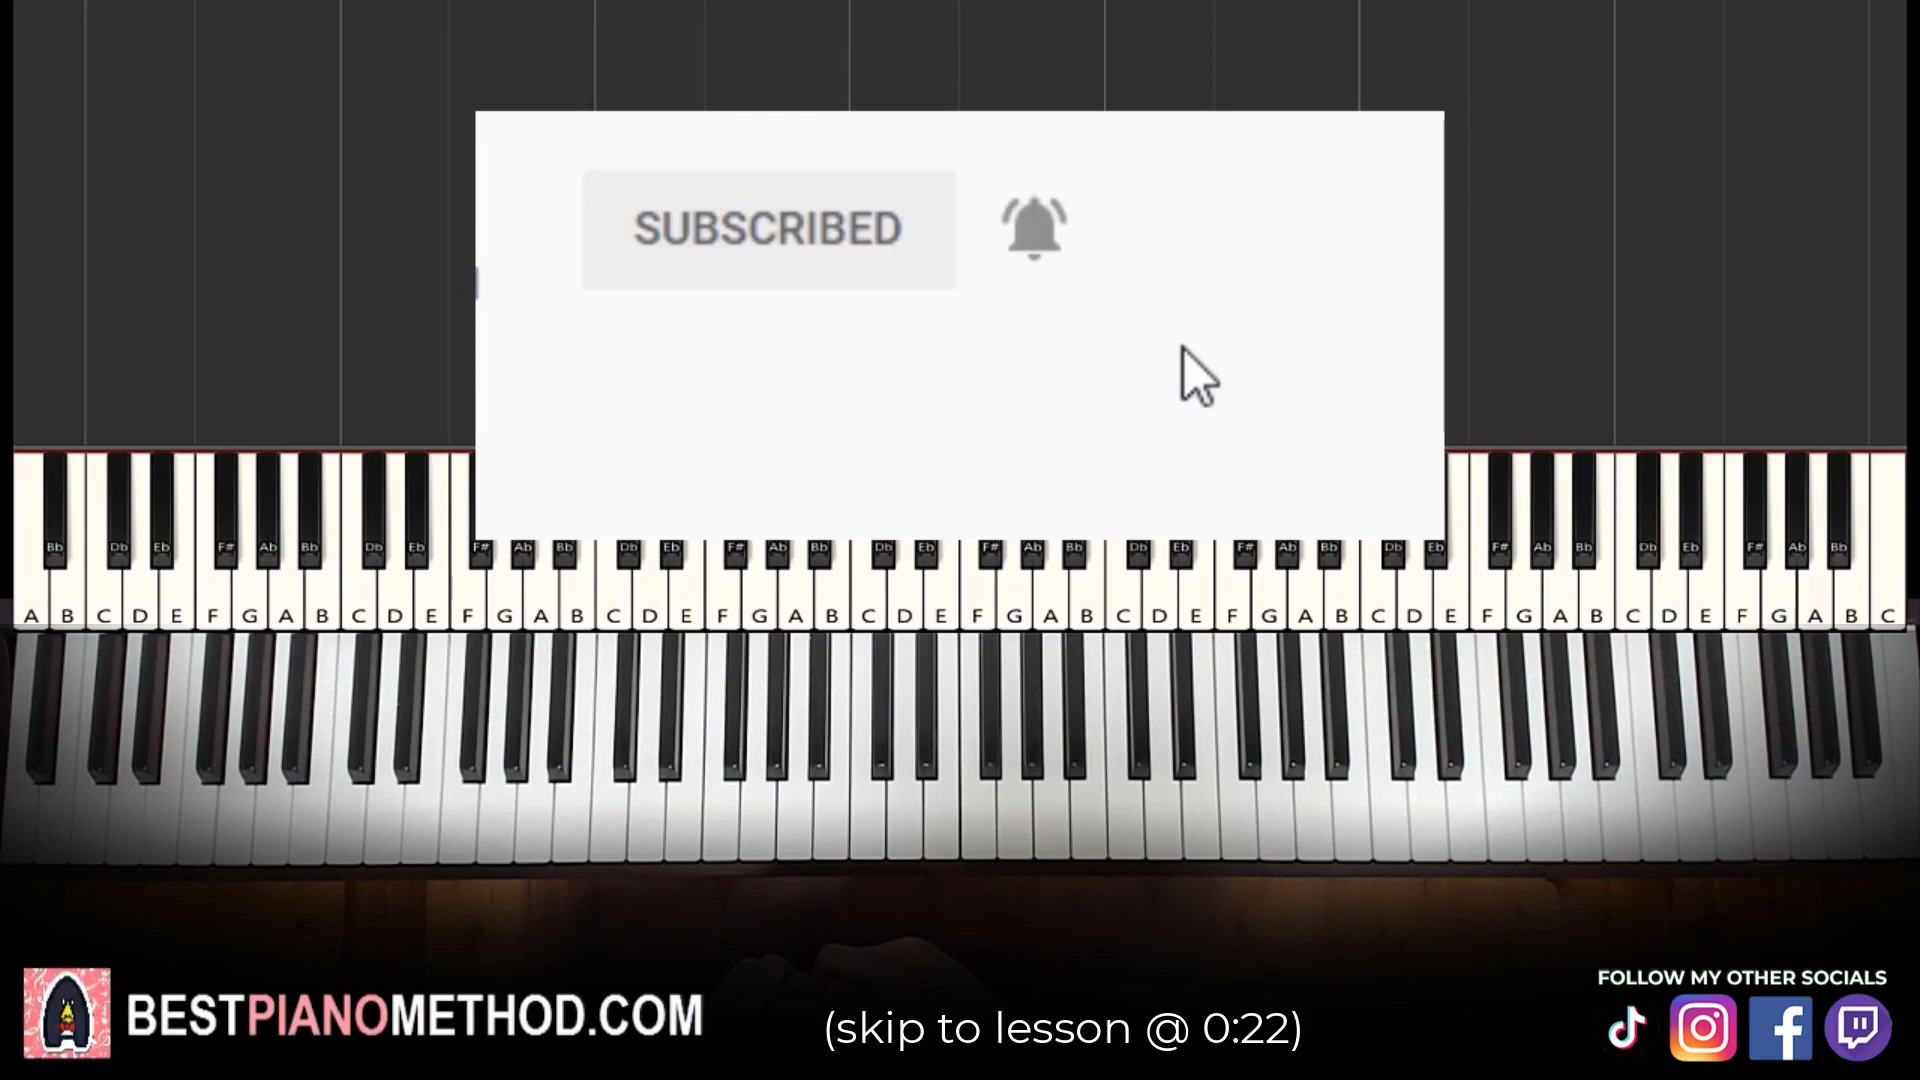 SUBSCRIBED
Bb Db Eb F# Ab Bb Db Eb F# Ab Bb Db Eb F# Ab Bb Db Eb F# Ab Bb Db Eb F# Ab Bb Db Eb F# Ab Bb Db Eb F# Ab Bb
A B C D E F G A B C D E F G A B C D E F G A B C D E F G A B C D E F G A B C D E F G A B C D E F G A B C
FOLLOW MY OTHER SOCIALS
BESTPIANOMETHOD.COM
(skip to lesson @ 0:22)